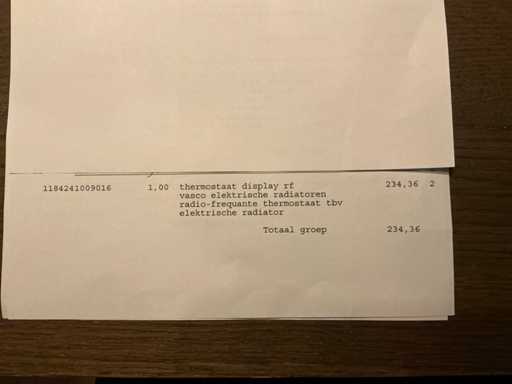 1184241009016 1,00 thermostaat display rf 234,36 2
vasco elektrische radiatoren
radio-frequante thermostaat tbv
elektrische radiator
Totaal groep 234,36